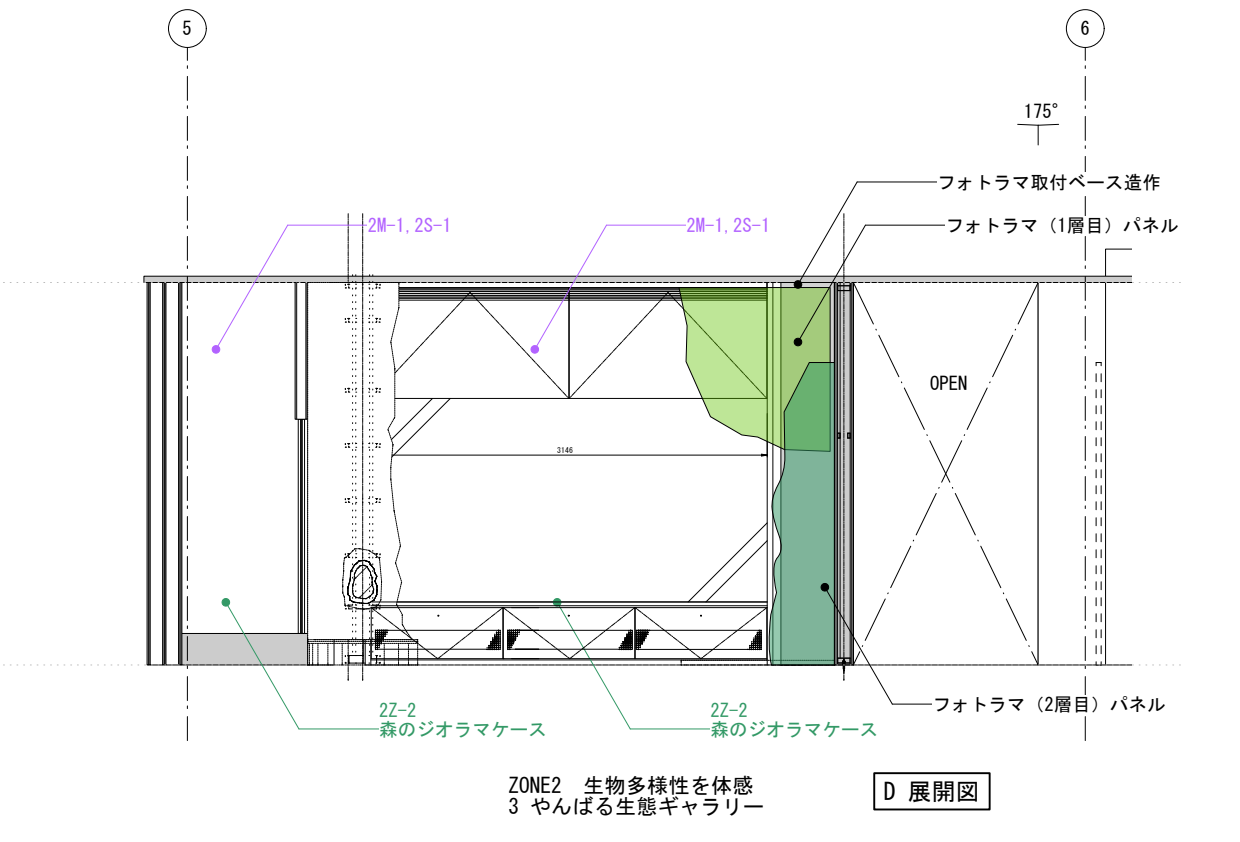 5
6
175°
フォトラマ取付ベース造作
2M-1, 2S-1
2M-1, 2S-1
フォトラマ（1層目）パネル
OPEN
3146
フォトラマ（2層目）パネル
2Z-2
森のジオラマケース
2Z-2
森のジオラマケース
ZONE2　生物多様性を体感
3 やんばる生態ギャラリー
D 展開図